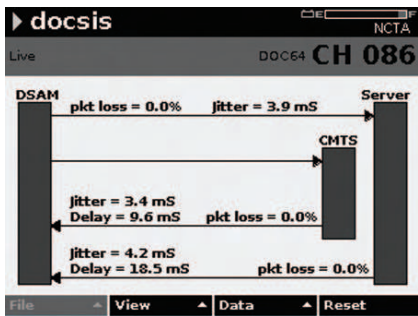 docsis
E F
NCTA
Live DOC64 CH 086
DSAM Server
pkt loss = 0.0% Jitter = 3.9 mS
CMTS
Jitter = 3.4 mS
Delay = 9.6 mS pkt loss = 0.0%
Jitter = 4.2 mS
Delay = 18.5 mS pkt loss = 0.0%
File View Data Reset